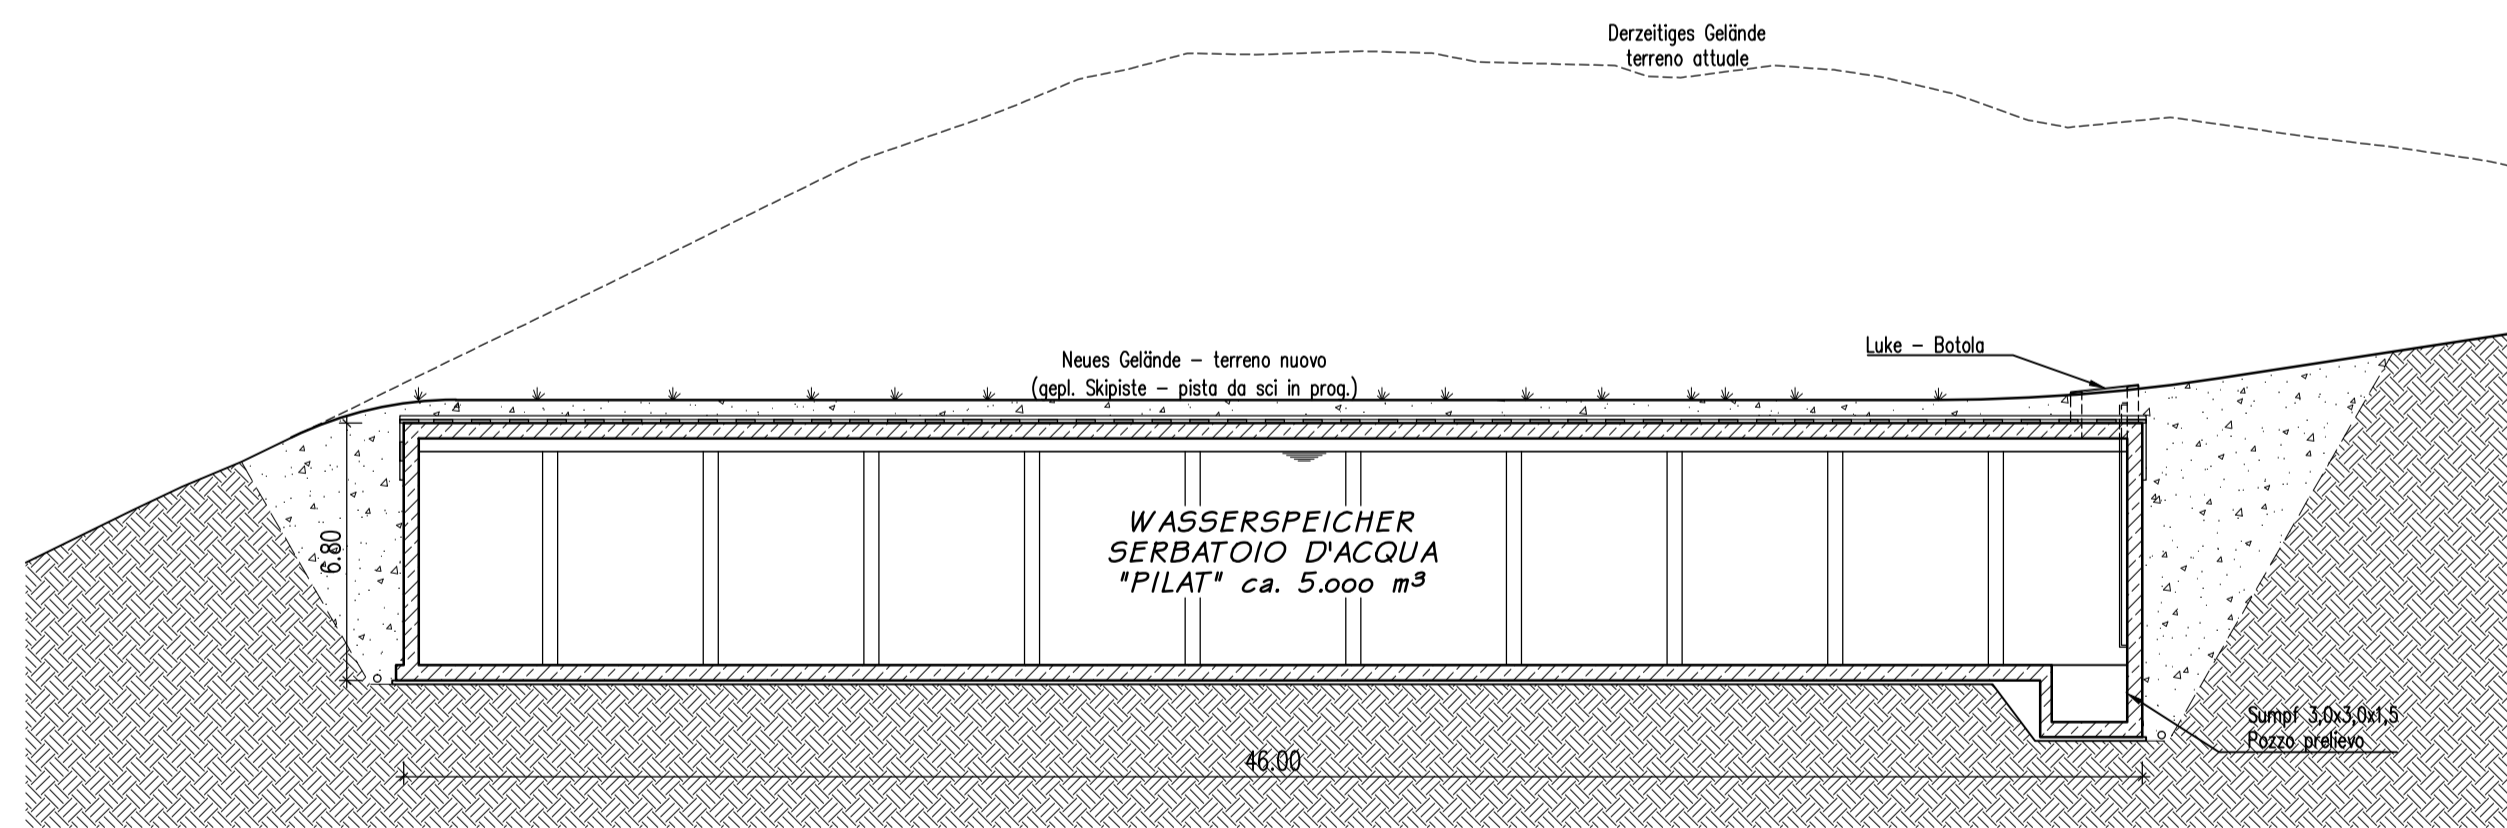 Derzeitiges Gelände
terreno attuale
Luke - Botola
Neues Gelände - terreno nuovo
(gepl. Skipiste - pista da sci in prog.)
6.80
WASSERSPEICHER
SERBATOIO D'ACQUA
"PILAT" ca. 5.000 m³
Sumpf 3,0x3,0x1,5
Pozzo prelievo
46.00